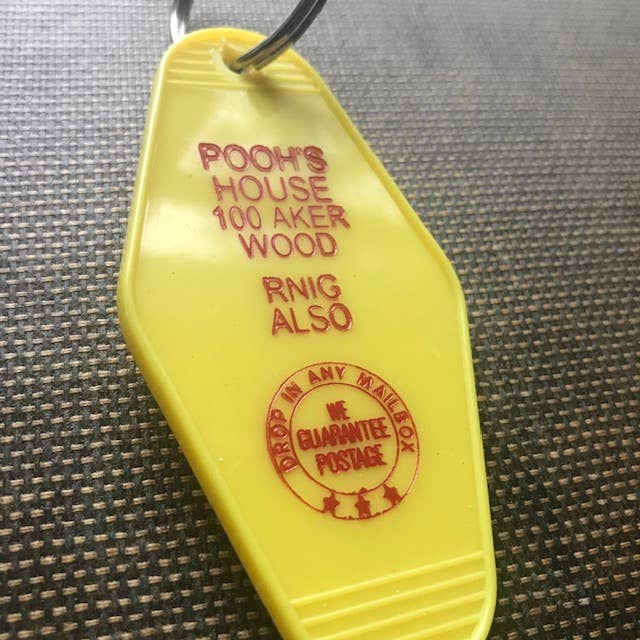 POOH'S
HOUSE
100 AKER
WOOD
RNIG
ALSO
DROP IN ANY MAILBOX
WE
GUARANTEE
POSTAGE